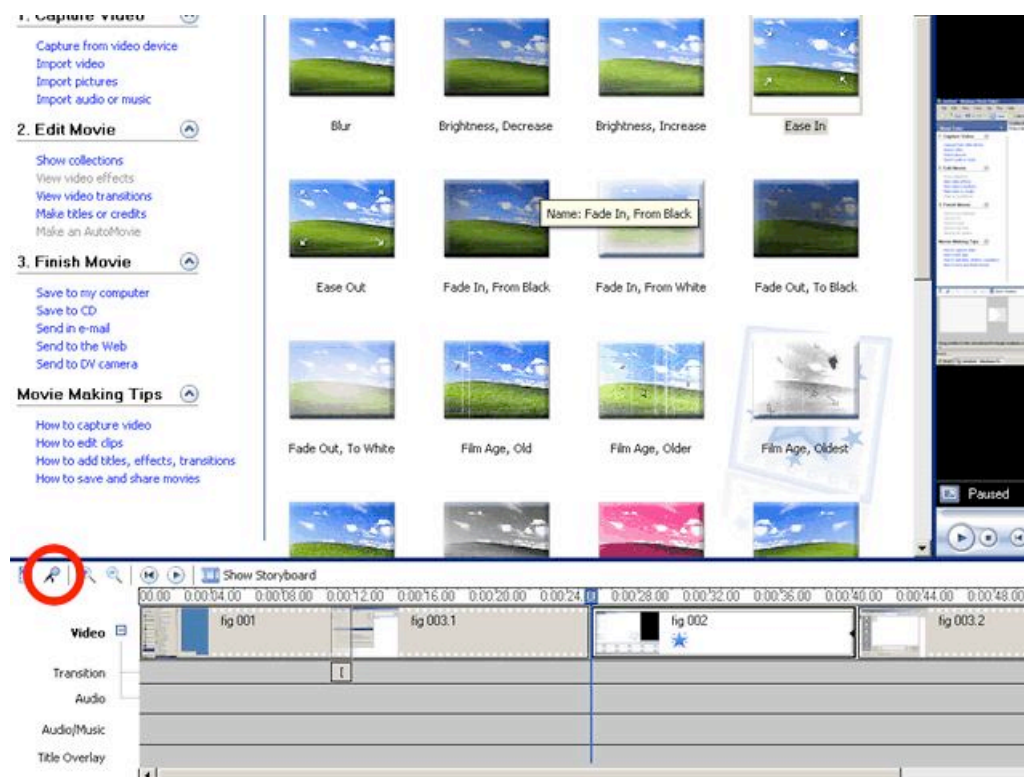 1. Capture Video
Capture from video device
Import video
Import pictures
Import audio or music
2. Edit Movie
Show collections
View video effects
View video transitions
Make titles or credits
Make an AutoMovie
3. Finish Movie
Save to my computer
Save to CD
Send in e-mail
Send to the Web
Send to DV camera
Movie Making Tips
How to capture video
How to edit clips
How to add titles, effects, transitions
How to save and share movies
Blur
Brightness, Decrease
Brightness, Increase
Ease In
Name: Fade In, From Black
Ease Out
Fade In, From Black
Fade In, From White
Fade Out, To Black
Fade Out, To White
Film Age, Old
Film Age, Older
Film Age, Oldest
Paused
Show Storyboard
00.00 0:00:04.00 0:00:08.00 0:00:12.00 0:00:16.00 0:00:20.00 0:00:24. 0:00:28.00 0:00:32.00 0:00:36.00 0:00:40.00 0:00:44.00 0:00:48.00
Video
fig 001
fig 003.1
fig 002
fig 003.2
Transition
Audio
Audio/Music
Title Overlay